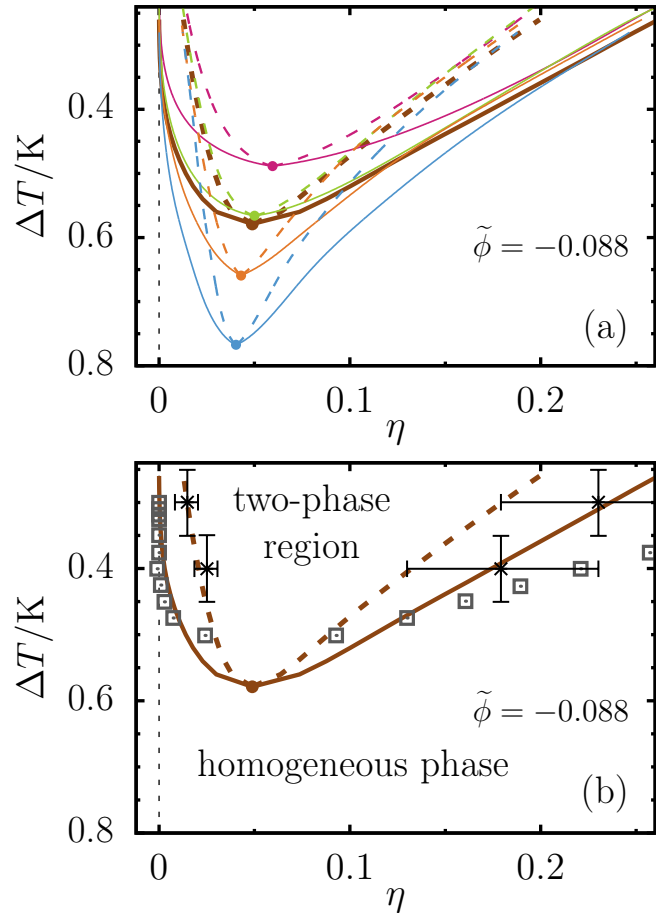 0.4
0.6
0.8
ΔT/K
φ̃ = −0.088
(a)
0
0.1
0.2
η
two-phase
region
0.4
0.6
0.8
ΔT/K
φ̃ = −0.088
homogeneous phase
(b)
0
0.1
0.2
η